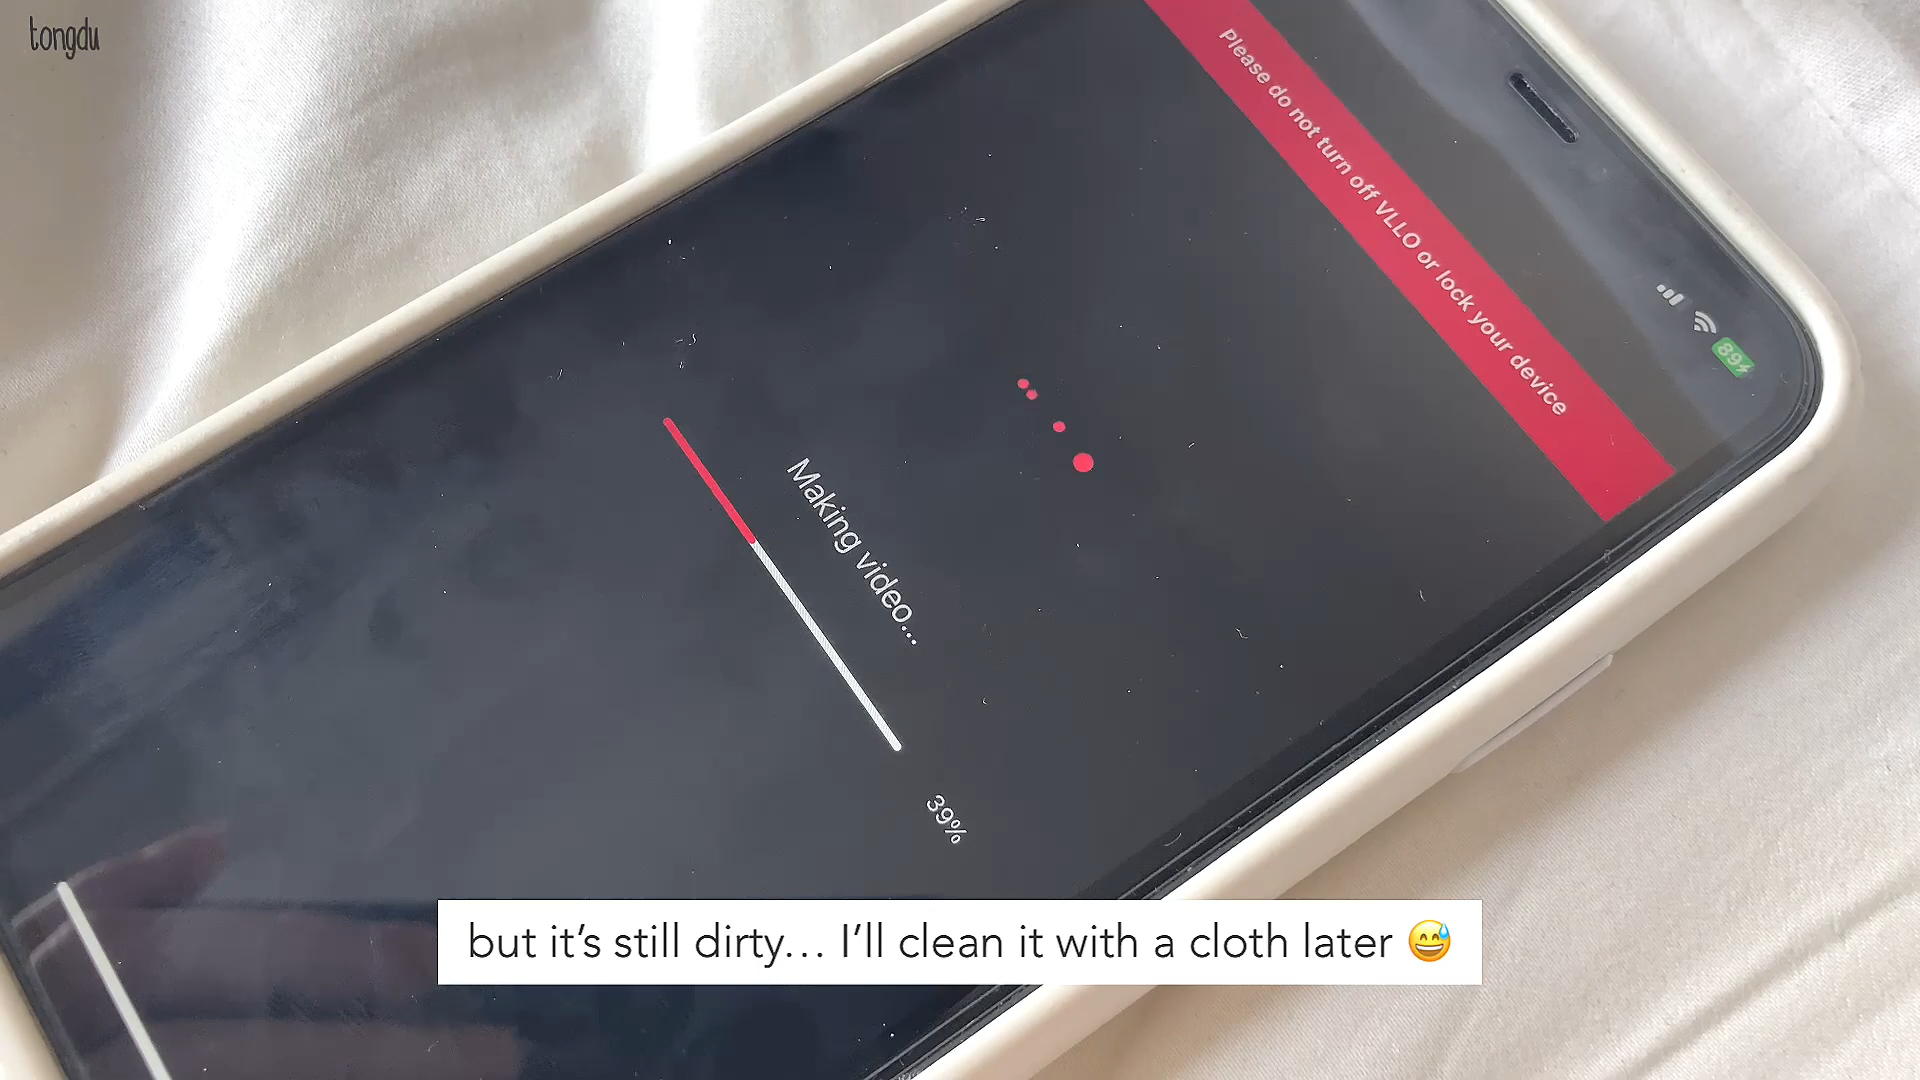 tongdu
Please do not turn off VLLO or lock your device
89
Making video...
39%
but it’s still dirty... I’ll clean it with a cloth later 😅